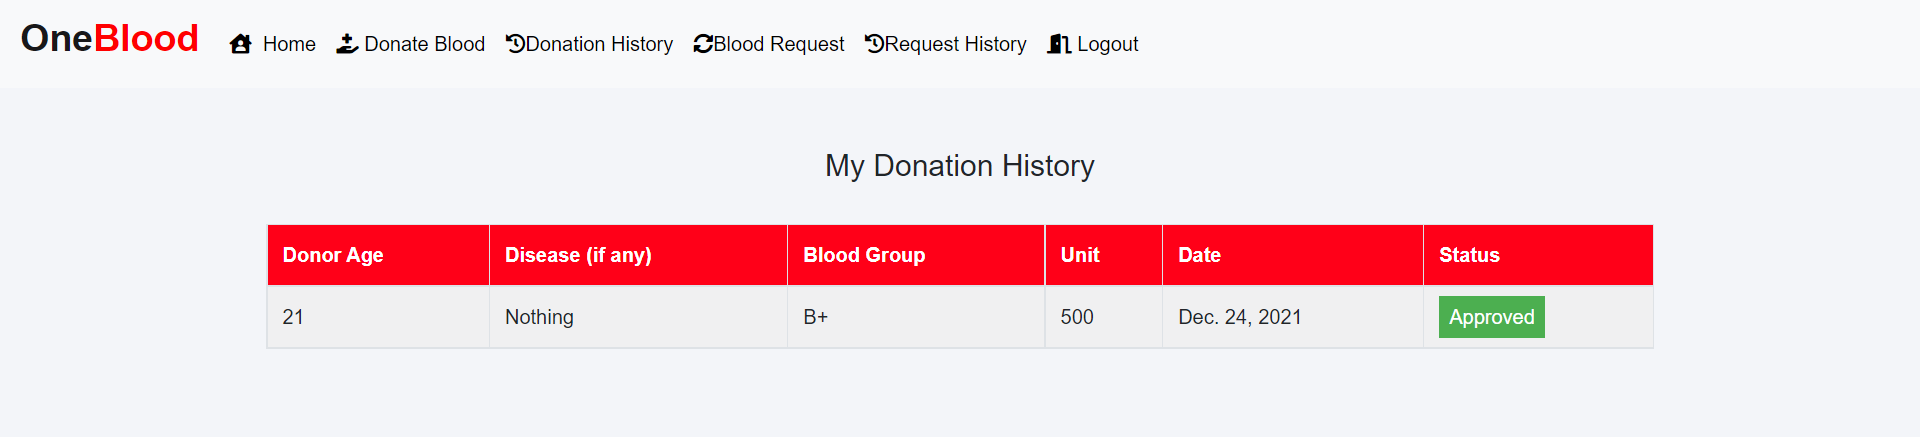 OneBlood Home Donate Blood Donation History Blood Request Request History Logout
My Donation History
Donor Age Disease (if any) Blood Group Unit Date Status
21 Nothing B+ 500 Dec. 24, 2021 Approved